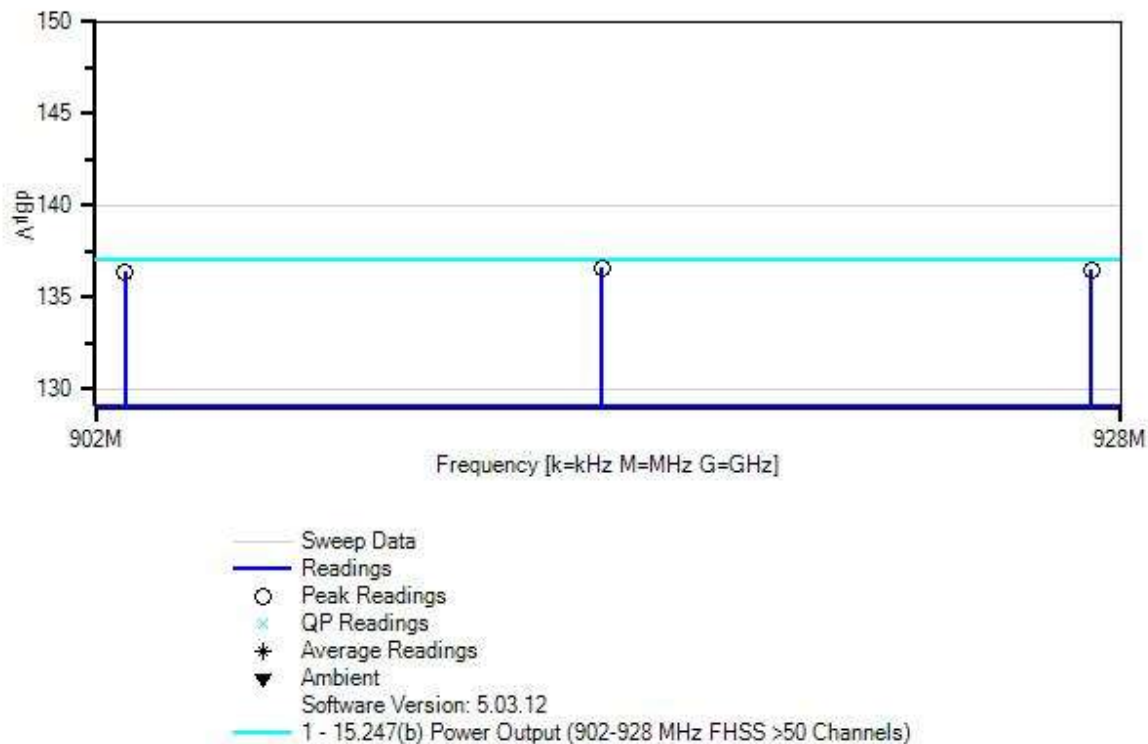 150
145
140
135
130
dBµV
902M
928M
Frequency [k=kHz M=MHz G=GHz]
Sweep Data
Readings
Peak Readings
QP Readings
Average Readings
Ambient
Software Version: 5.03.12
1 - 15.247(b) Power Output (902-928 MHz FHSS >50 Channels)